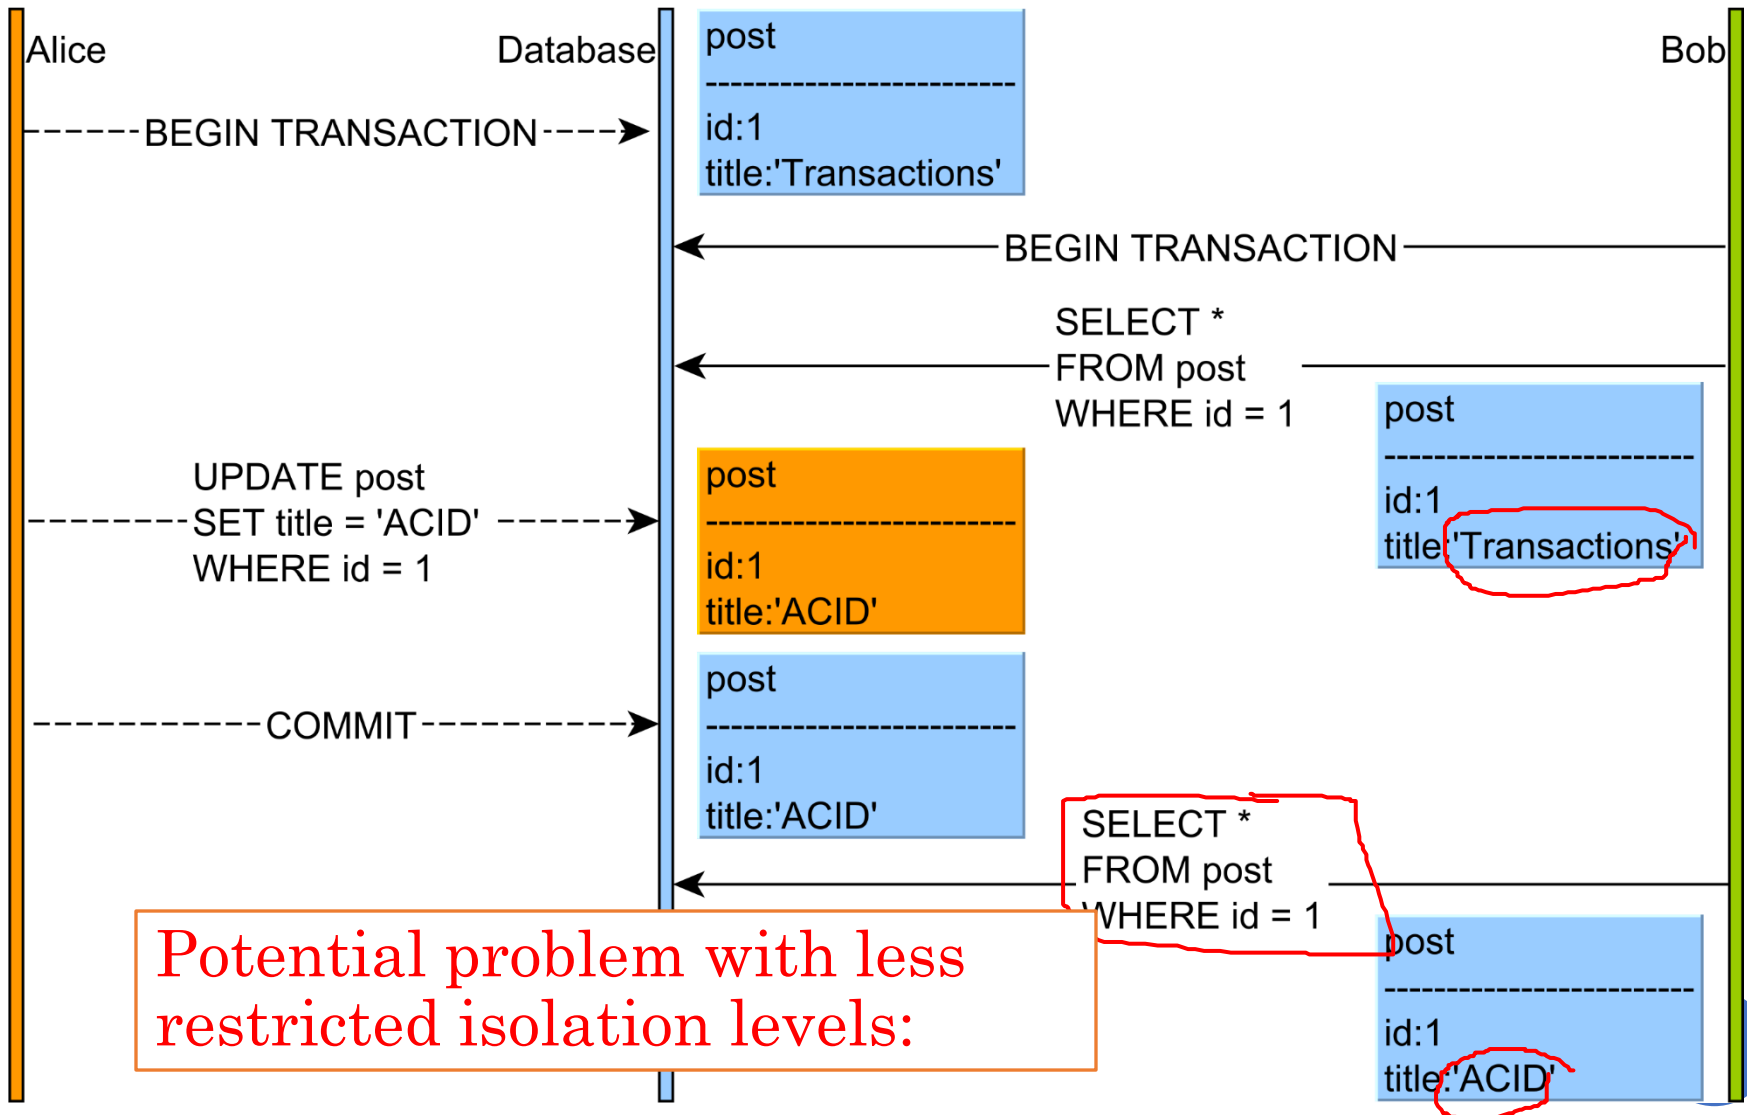 Alice
Database
post
-------------------------
id:1
title:'Transactions'
Bob
BEGIN TRANSACTION
BEGIN TRANSACTION
SELECT *
FROM post
WHERE id = 1
post
-------------------------
id:1
title:'Transactions'
UPDATE post
SET title = 'ACID'
WHERE id = 1
post
-------------------------
id:1
title:'ACID'
COMMIT
post
-------------------------
id:1
title:'ACID'
SELECT *
FROM post
WHERE id = 1
post
-------------------------
id:1
title:'ACID'
Potential problem with less
restricted isolation levels: